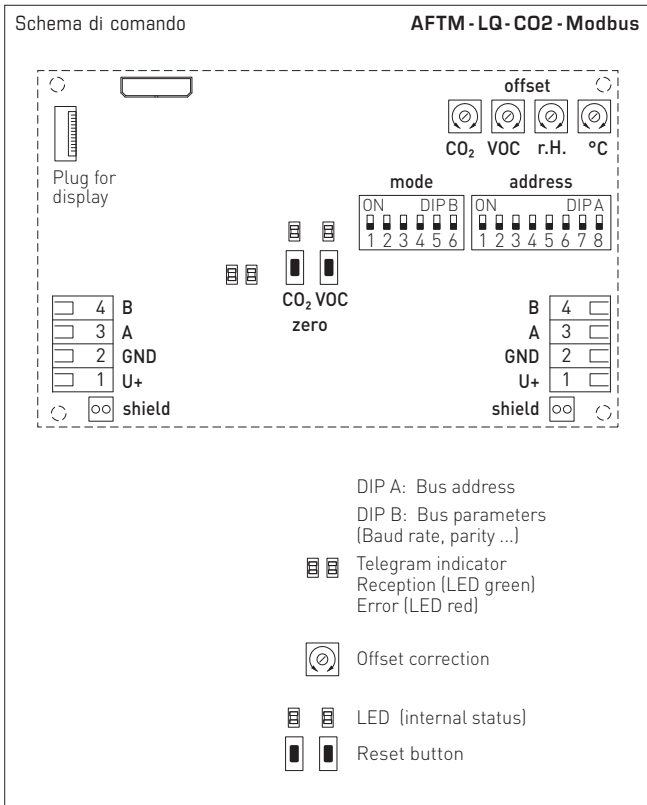 Schema di comando AFTM-LQ-CO2-Modbus
offset
CO₂ VOC r.H. °C
Plug for
display
mode address
ON DIP B ON DIP A
1 2 3 4 5 6 1 2 3 4 5 6 7 8
CO₂ VOC
zero
4 B B 4
3 A A 3
2 GND GND 2
1 U+ U+ 1
shield shield
DIP A: Bus address
DIP B: Bus parameters
(Baud rate, parity ...)
Telegram indicator
Reception (LED green)
Error (LED red)
Offset correction
LED (internal status)
Reset button